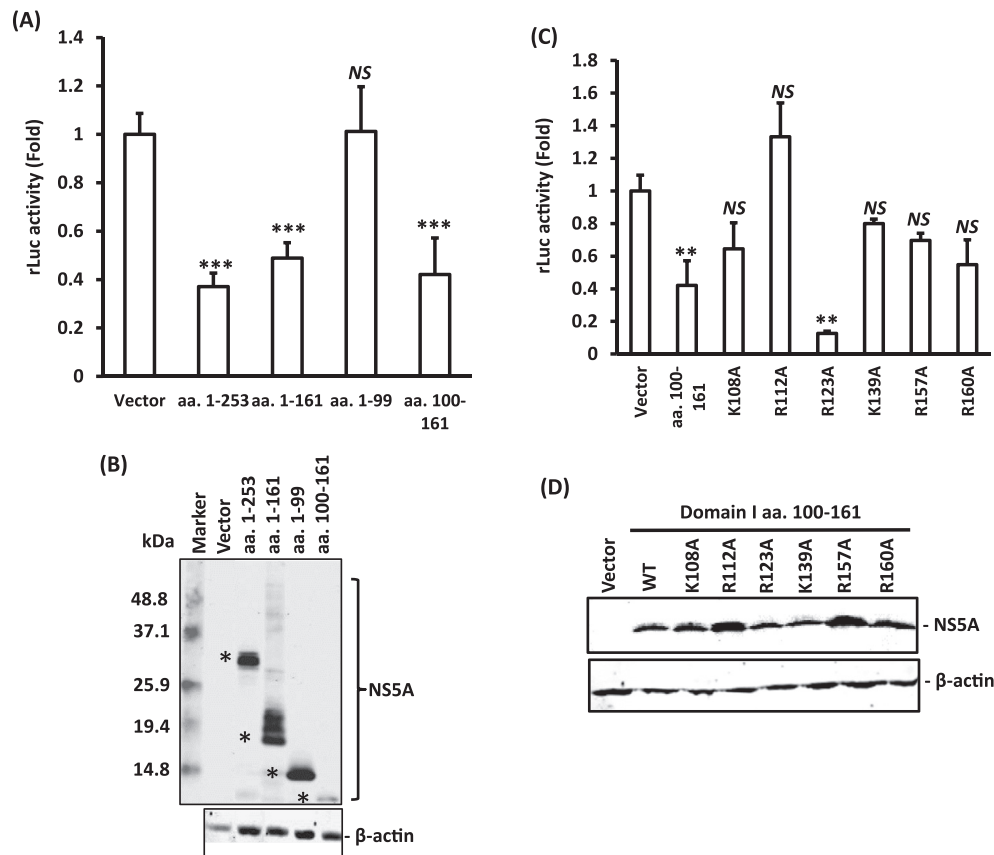 (A)
1.4
1.2
1
0.8
0.6
0.4
0.2
0
rLuc activity (Fold)
***
***
NS
***
Vector
aa. 1-253
aa. 1-161
aa. 1-99
aa. 100-
161
(C)
1.8
1.6
1.4
1.2
1
0.8
0.6
0.4
0.2
0
rLuc activity (Fold)
**
NS
NS
**
NS
NS
NS
Vector
aa. 100-
161
K108A
R112A
R123A
K139A
R157A
R160A
(B)
kDa
Marker
Vector
aa. 1-253
aa. 1-161
aa. 1-99
aa. 100-161
48.8
37.1
25.9
19.4
14.8
*
*
*
*
NS5A
- β-actin
(D)
Domain I aa. 100-161
Vector
WT
K108A
R112A
R123A
K139A
R157A
R160A
- NS5A
- β-actin